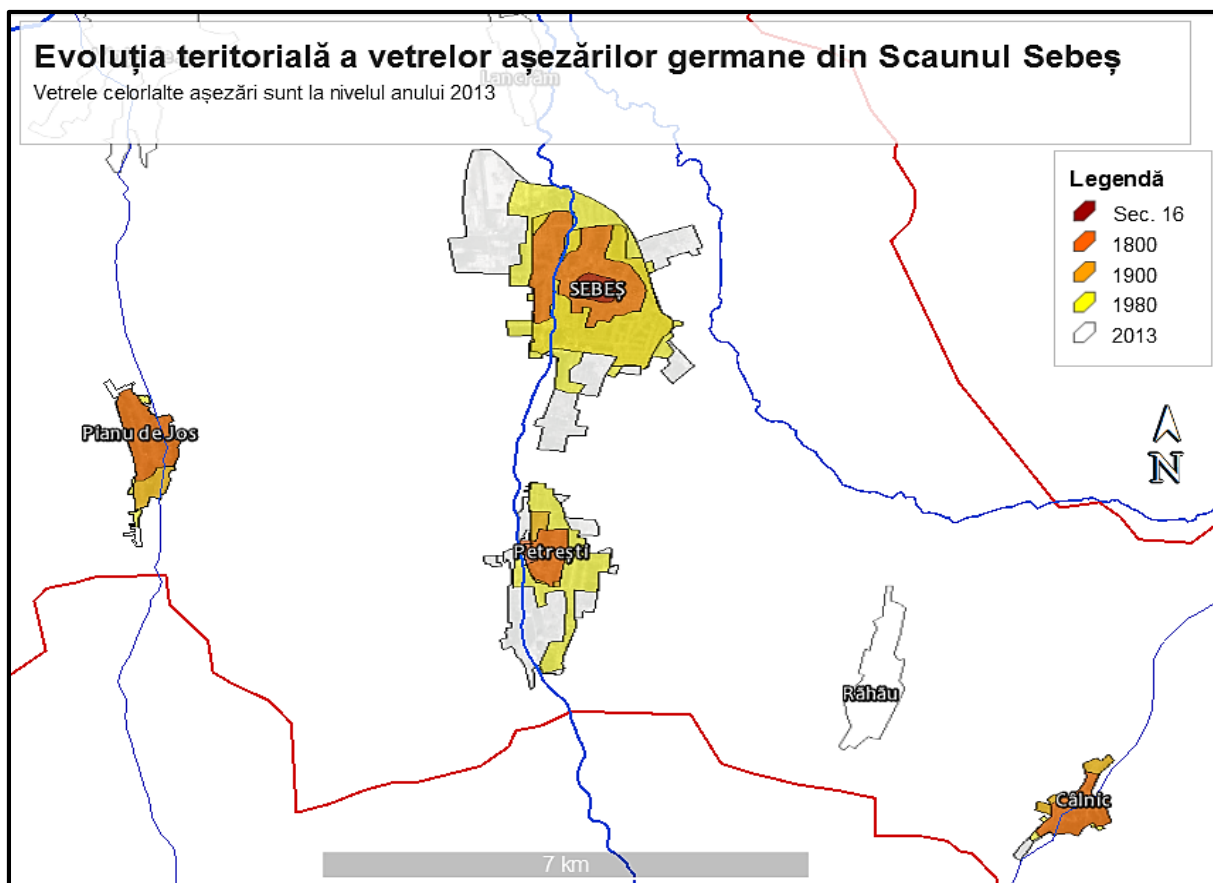 Evoluția teritorială a vetrelor așezărilor germane din Scaunul Sebeș
Vetrele celorlalte așezări sunt la nivelul anului 2013
Lancrăm
Legendă
Sec. 16
1800
1900
1980
2013
SEBEȘ
Pianu de Jos
N
Petrești
Răhău
Câlnic
7 km